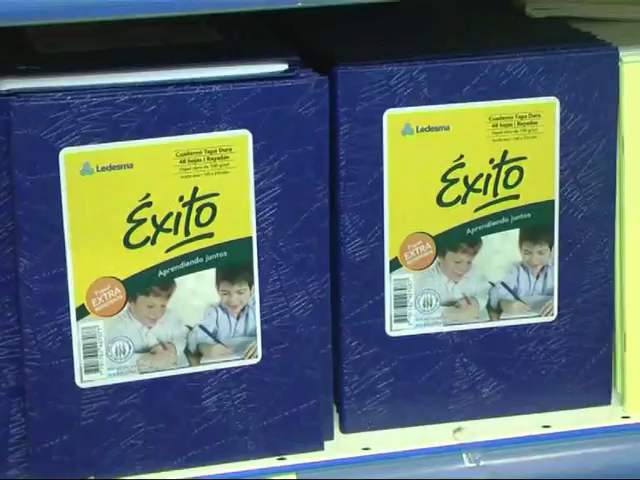 Ledesma
Cuaderno Tapa Dura
48 hojas | Rayadas
Éxito
Aprendiendo juntos
Papel
EXTRA
Ledesma
Cuaderno Tapa Dura
48 hojas | Rayadas
Éxito
Aprendiendo juntos
Papel
EXTRA